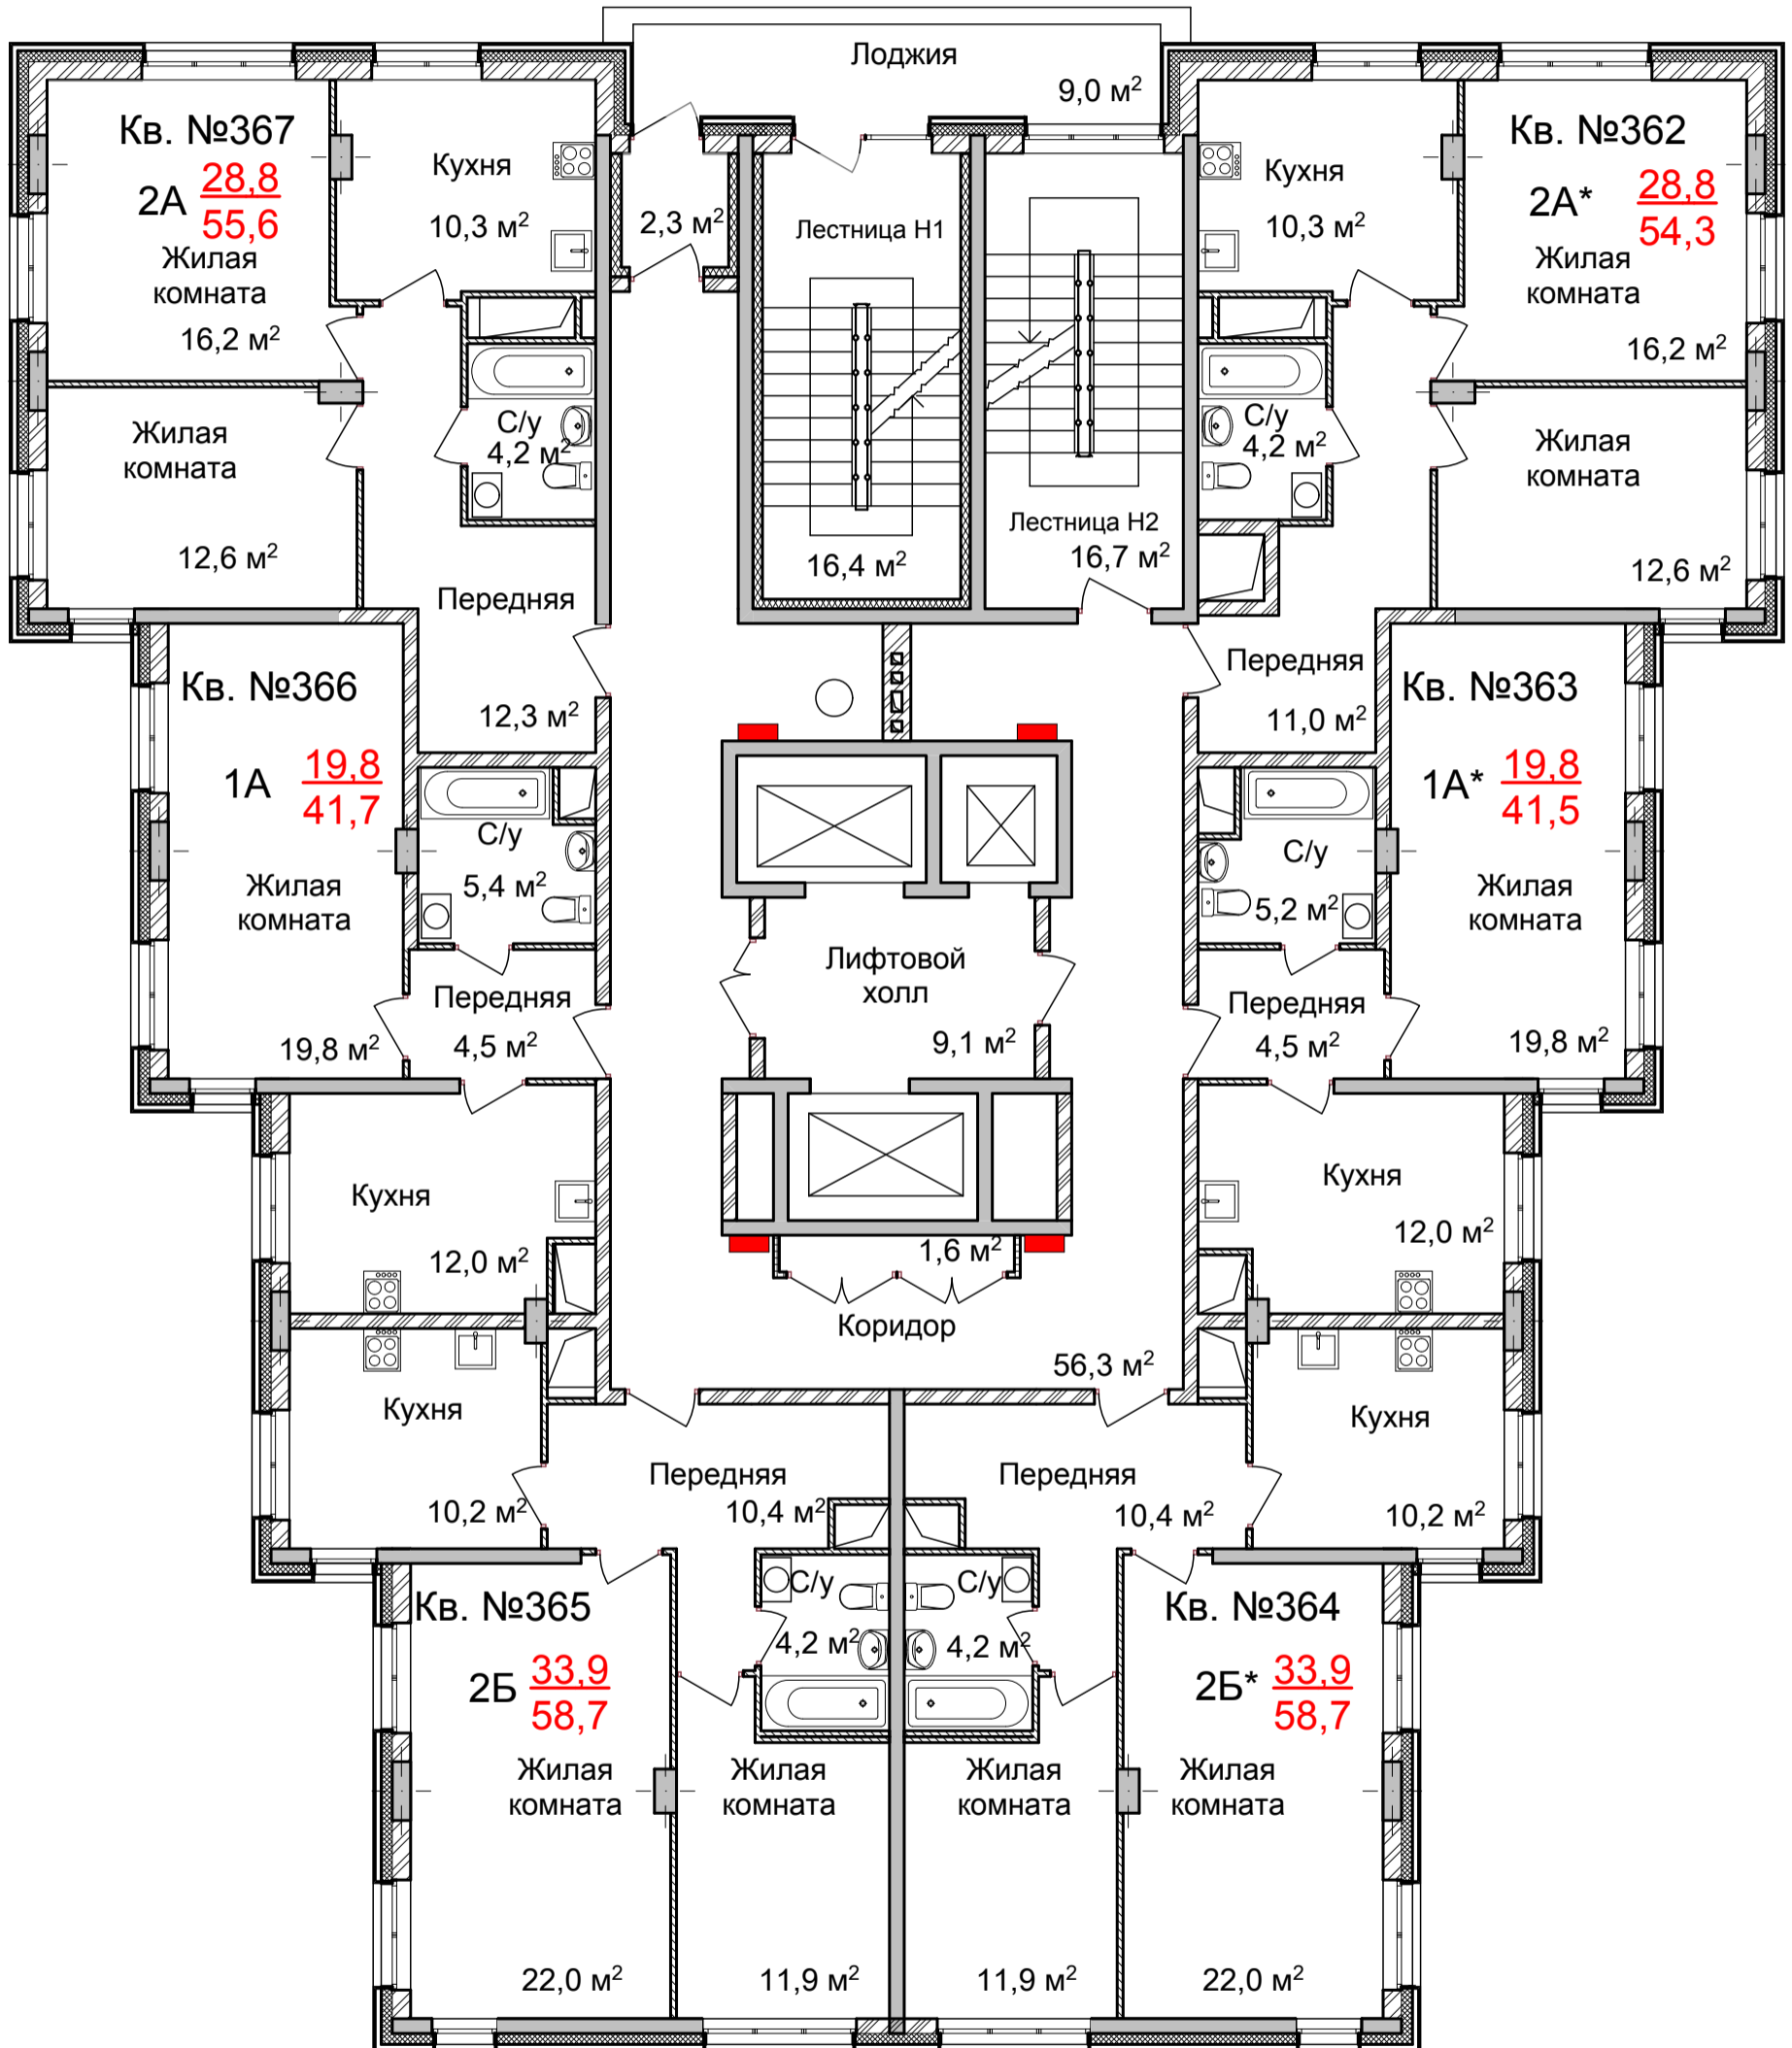 Лоджия
9,0 м²
Кв. №367
2А 28,8
55,6
Жилая
комната
16,2 м²
Кухня
10,3 м²
2,3 м²
Лестница Н1
16,4 м²
Лестница Н2
16,7 м²
Кухня
10,3 м²
Кв. №362
2А* 28,8
54,3
Жилая
комната
16,2 м²
Жилая
комната
12,6 м²
С/у
4,2 м²
Передняя
12,3 м²
С/у
4,2 м²
Жилая
комната
12,6 м²
Передняя
11,0 м²
Кв. №366
1А 19,8
41,7
Жилая
комната
19,8 м²
С/у
5,4 м²
Передняя
4,5 м²
Лифтовой
холл
9,1 м²
С/у
5,2 м²
Передняя
4,5 м²
Кв. №363
1А* 19,8
41,5
Жилая
комната
19,8 м²
Кухня
12,0 м²
1,6 м²
Коридор
56,3 м²
Кухня
12,0 м²
Кухня
10,2 м²
Передняя
10,4 м²
Передняя
10,4 м²
Кухня
10,2 м²
Кв. №365
2Б 33,9
58,7
Жилая
комната
22,0 м²
С/у
4,2 м²
Жилая
комната
11,9 м²
С/у
4,2 м²
Жилая
комната
11,9 м²
Кв. №364
2Б* 33,9
58,7
Жилая
комната
22,0 м²